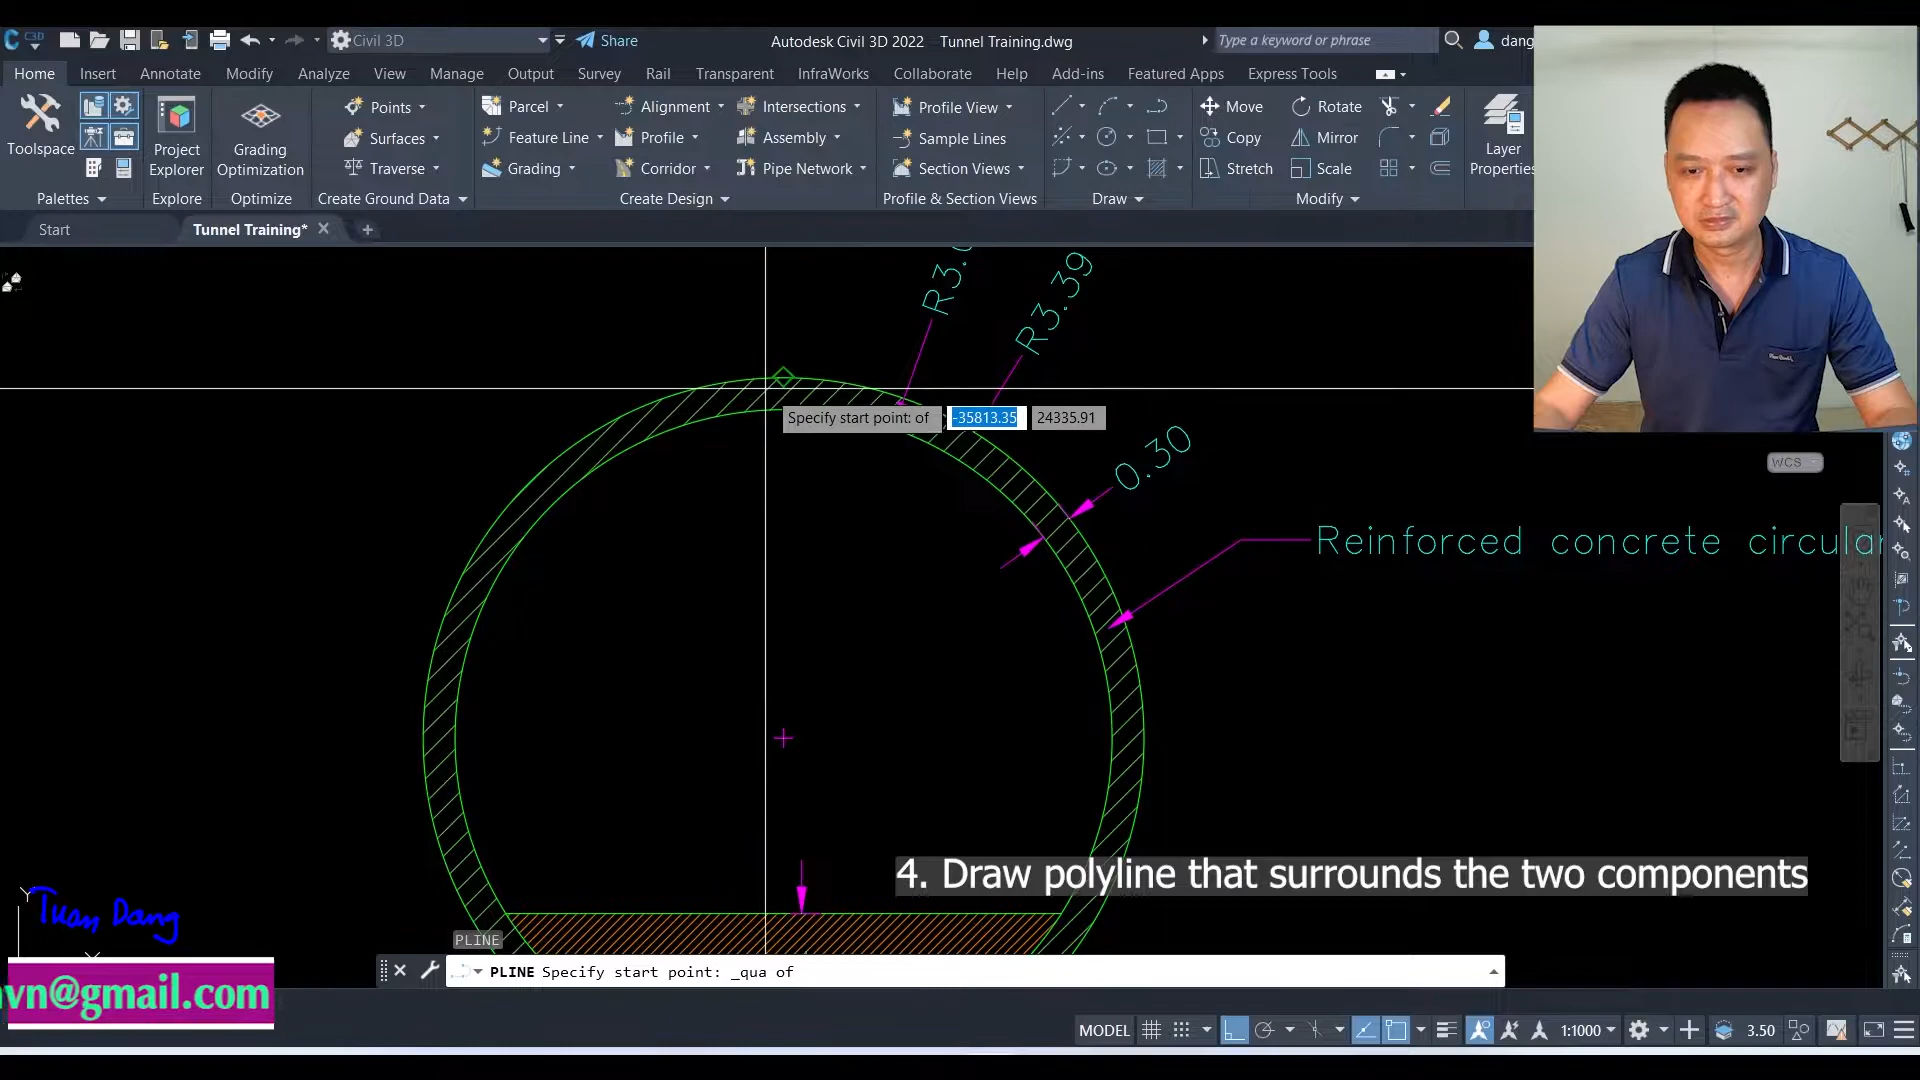 C3D
Civil 3D
Share
Autodesk Civil 3D 2022 Tunnel Training.dwg
Type a keyword or phrase
dang
Home Insert Annotate Modify Analyze View Manage Output Survey Rail Transparent InfraWorks Collaborate Help Add-ins Featured Apps Express Tools
Toolspace
Project Explorer
Grading Optimization
Points
Surfaces
Traverse
Parcel
Feature Line
Grading
Alignment
Profile
Corridor
Intersections
Assembly
Pipe Network
Profile View
Sample Lines
Section Views
Move
Copy
Stretch
Rotate
Mirror
Scale
Layer
Properties
Palettes Explore Optimize Create Ground Data Create Design Profile & Section Views Draw Modify
Start Tunnel Training*
R3.39
Specify start point: of -35813.35 24335.91
0.30
WCS
Reinforced concrete circular
4. Draw polyline that surrounds the two components
Y
Tuan Dang
PLINE
PLINE Specify start point: _qua of
vn@gmail.com
MODEL 1:1000 3.50